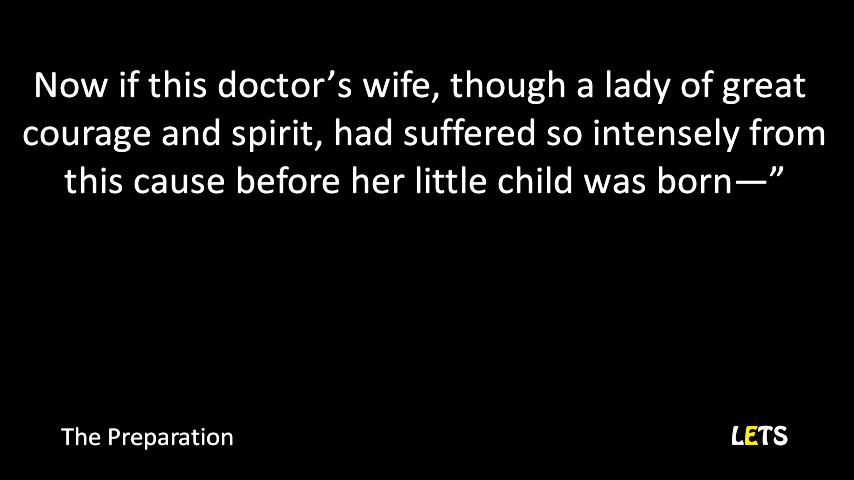 Now if this doctor’s wife, though a lady of great
courage and spirit, had suffered so intensely from
this cause before her little child was born—”
The Preparation
LETS